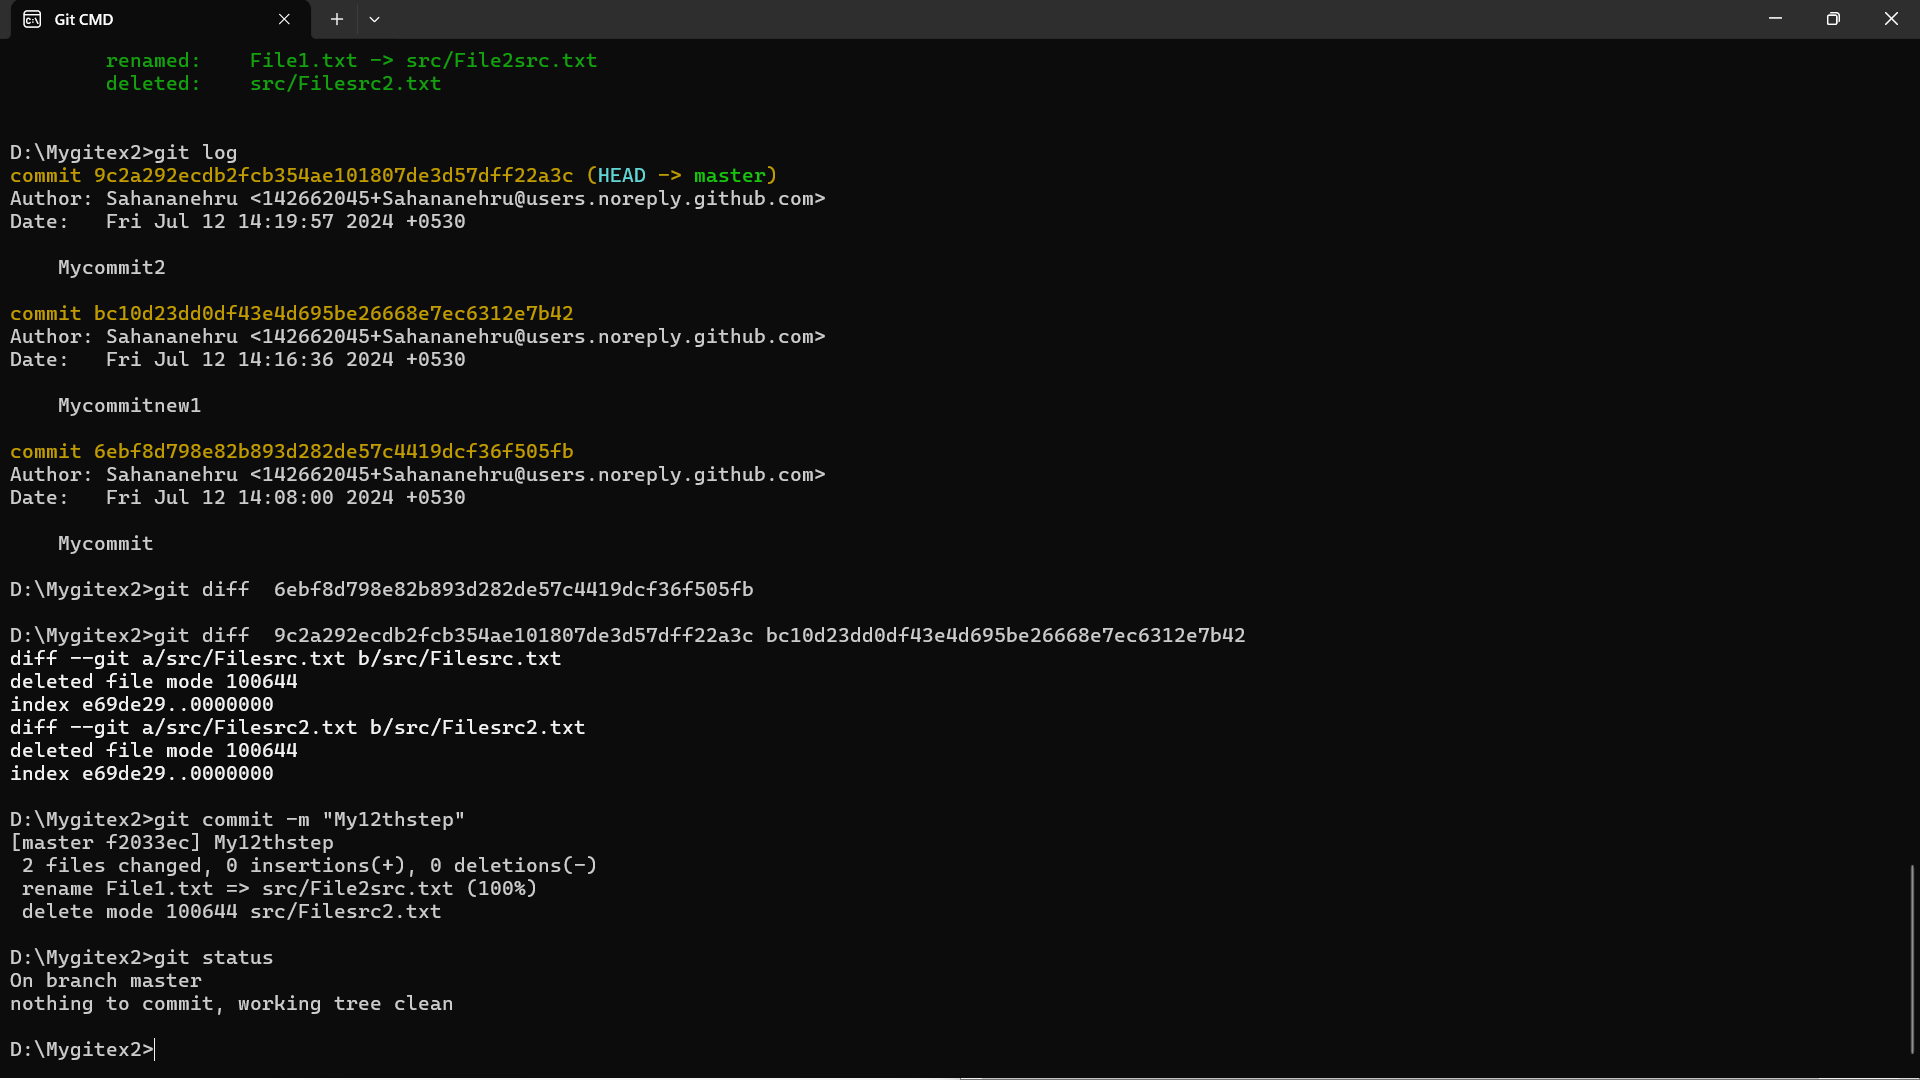 Git CMD
        renamed:    File1.txt -> src/File2src.txt
        deleted:    src/Filesrc2.txt
D:\Mygitex2>git log
commit 9c2a292ecdb2fcb354ae101807de3d57dff22a3c (HEAD -> master)
Author: Sahananehru <142662045+Sahananehru@users.noreply.github.com>
Date:   Fri Jul 12 14:19:57 2024 +0530
    Mycommit2
commit bc10d23dd0df43e4d695be26668e7ec6312e7b42
Author: Sahananehru <142662045+Sahananehru@users.noreply.github.com>
Date:   Fri Jul 12 14:16:36 2024 +0530
    Mycommitnew1
commit 6ebf8d798e82b893d282de57c4419dcf36f505fb
Author: Sahananehru <142662045+Sahananehru@users.noreply.github.com>
Date:   Fri Jul 12 14:08:00 2024 +0530
    Mycommit
D:\Mygitex2>git diff  6ebf8d798e82b893d282de57c4419dcf36f505fb
D:\Mygitex2>git diff  9c2a292ecdb2fcb354ae101807de3d57dff22a3c bc10d23dd0df43e4d695be26668e7ec6312e7b42
diff --git a/src/Filesrc.txt b/src/Filesrc.txt
deleted file mode 100644
index e69de29..0000000
diff --git a/src/Filesrc2.txt b/src/Filesrc2.txt
deleted file mode 100644
index e69de29..0000000
D:\Mygitex2>git commit -m "My12thstep"
[master f2033ec] My12thstep
 2 files changed, 0 insertions(+), 0 deletions(-)
 rename File1.txt => src/File2src.txt (100%)
 delete mode 100644 src/Filesrc2.txt
D:\Mygitex2>git status
On branch master
nothing to commit, working tree clean
D:\Mygitex2>